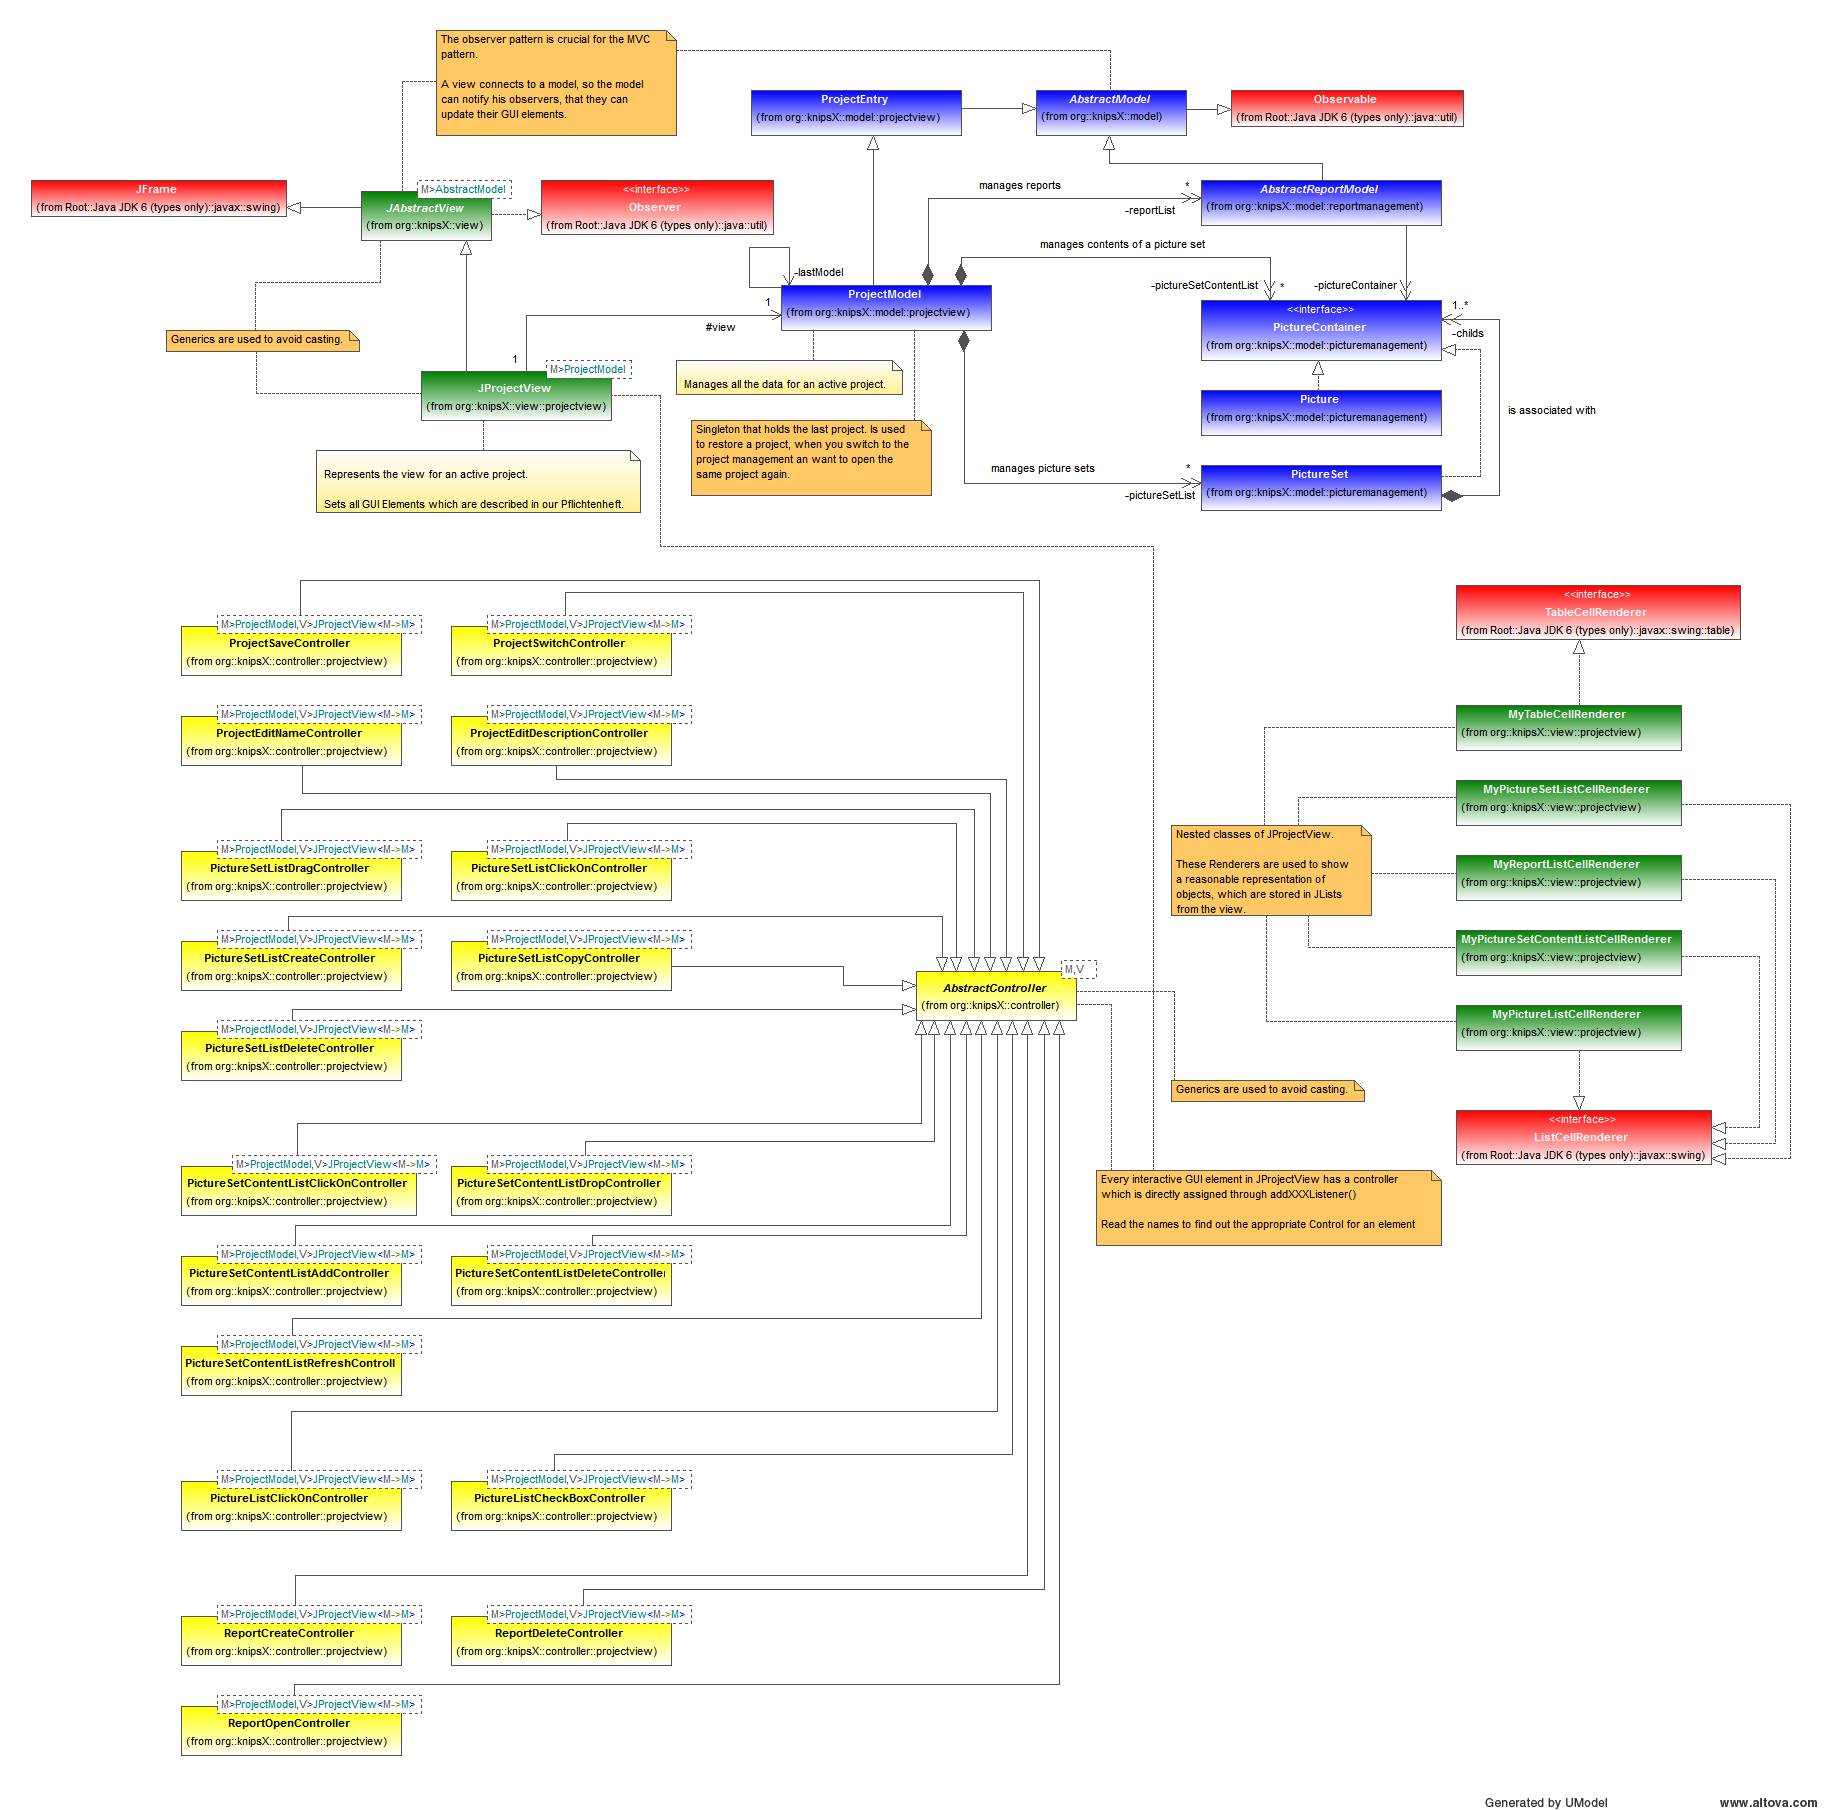 The observer pattern is crucial for the MVC
pattern.
A view connects to a model, so the model
can notify his observers, that they can
update their GUI elements.
ProjectEntry
(from org::knipsX::model::projectview)
AbstractModel
(from org::knipsX::model)
Observable
(from Root::Java JDK 6 (types only)::java::util)
JFrame
(from Root::Java JDK 6 (types only)::javax::swing)
M>AbstractModel
JAbstractView
(from org::knipsX::view)
<<interface>>
Observer
(from Root::Java JDK 6 (types only)::java::util)
manages reports
*
-reportList
AbstractReportModel
(from org::knipsX::model::reportmanagement)
manages contents of a picture set
-lastModel
-pictureSetContentList
*
-pictureContainer
ProjectModel
(from org::knipsX::model::projectview)
1
#view
1
<<interface>>
PictureContainer
(from org::knipsX::model::picturemanagement)
1..*
-childs
Generics are used to avoid casting.
M>ProjectModel
JProjectView
(from org::knipsX::view::projectview)
Manages all the data for an active project.
Picture
(from org::knipsX::model::picturemanagement)
is associated with
Singleton that holds the last project. Is used
to restore a project, when you switch to the
project management an want to open the
same project again.
Represents the view for an active project.
Sets all GUI Elements which are described in our Pflichtenheft.
manages picture sets
*
-pictureSetList
PictureSet
(from org::knipsX::model::picturemanagement)
M>ProjectModel,V>JProjectView<M->M>
ProjectSaveController
(from org::knipsX::controller::projectview)
M>ProjectModel,V>JProjectView<M->M>
ProjectSwitchController
(from org::knipsX::controller::projectview)
<<interface>>
TableCellRenderer
(from Root::Java JDK 6 (types only)::javax::swing::table)
M>ProjectModel,V>JProjectView<M->M>
ProjectEditNameController
(from org::knipsX::controller::projectview)
M>ProjectModel,V>JProjectView<M->M>
ProjectEditDescriptionController
(from org::knipsX::controller::projectview)
MyTableCellRenderer
(from org::knipsX::view::projectview)
MyPictureSetListCellRenderer
(from org::knipsX::view::projectview)
M>ProjectModel,V>JProjectView<M->M>
PictureSetListDragController
(from org::knipsX::controller::projectview)
M>ProjectModel,V>JProjectView<M->M>
PictureSetListClickOnController
(from org::knipsX::controller::projectview)
Nested classes of JProjectView.
These Renderers are used to show
a reasonable representation of
objects, which are stored in JLists
from the view.
MyReportListCellRenderer
(from org::knipsX::view::projectview)
M>ProjectModel,V>JProjectView<M->M>
PictureSetListCreateController
(from org::knipsX::controller::projectview)
M>ProjectModel,V>JProjectView<M->M>
PictureSetListCopyController
(from org::knipsX::controller::projectview)
MyPictureSetContentListCellRenderer
(from org::knipsX::view::projectview)
M,V
AbstractController
(from org::knipsX::controller)
MyPictureListCellRenderer
(from org::knipsX::view::projectview)
M>ProjectModel,V>JProjectView<M->M>
PictureSetListDeleteController
(from org::knipsX::controller::projectview)
Generics are used to avoid casting.
<<interface>>
ListCellRenderer
(from Root::Java JDK 6 (types only)::javax::swing)
M>ProjectModel,V>JProjectView<M->M>
PictureSetContentListClickOnController
(from org::knipsX::controller::projectview)
M>ProjectModel,V>JProjectView<M->M>
PictureSetContentListDropController
(from org::knipsX::controller::projectview)
Every interactive GUI element in JProjectView has a controller
which is directly assigned through addXXXListener()
Read the names to find out the appropriate Control for an element
M>ProjectModel,V>JProjectView<M->M>
PictureSetContentListAddController
(from org::knipsX::controller::projectview)
M>ProjectModel,V>JProjectView<M->M>
PictureSetContentListDeleteController
(from org::knipsX::controller::projectview)
M>ProjectModel,V>JProjectView<M->M>
PictureSetContentListRefreshControll
(from org::knipsX::controller::projectview)
M>ProjectModel,V>JProjectView<M->M>
PictureListClickOnController
(from org::knipsX::controller::projectview)
M>ProjectModel,V>JProjectView<M->M>
PictureListCheckBoxController
(from org::knipsX::controller::projectview)
M>ProjectModel,V>JProjectView<M->M>
ReportCreateController
(from org::knipsX::controller::projectview)
M>ProjectModel,V>JProjectView<M->M>
ReportDeleteController
(from org::knipsX::controller::projectview)
M>ProjectModel,V>JProjectView<M->M>
ReportOpenController
(from org::knipsX::controller::projectview)
Generated by UModel
www.altova.com